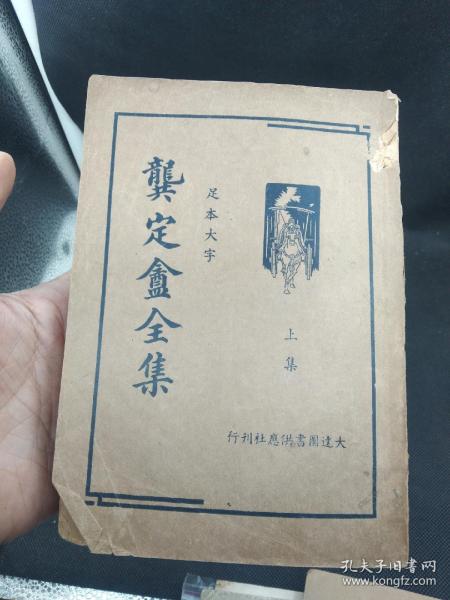 龔定盦全集
足本大字
上集
大達圖書供應社刊行
孔夫子旧书网
www.kongfz.com